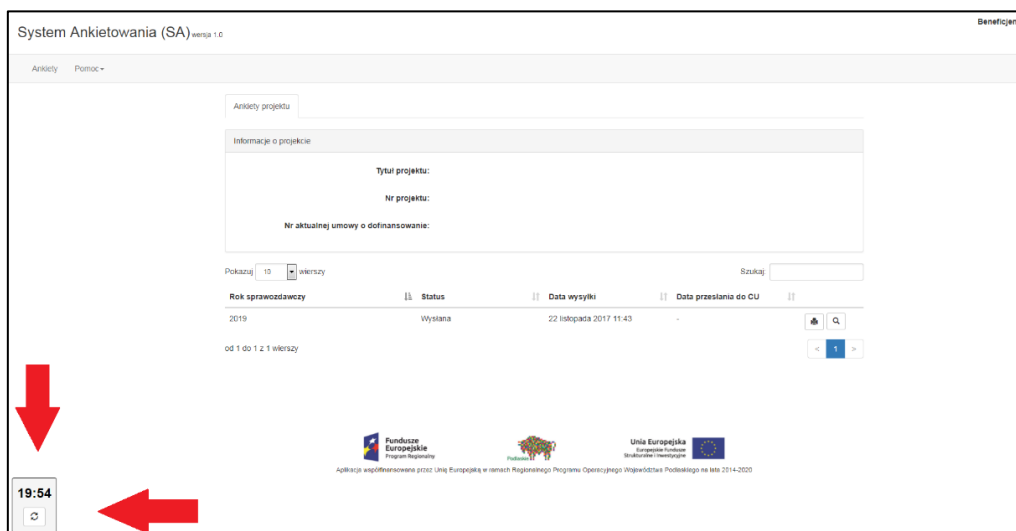 Beneficjen
System Ankietowania (SA) wersja 1.0
Ankiety Pomoc
Ankiety projektu
Informacje o projekcie
Tytuł projektu:
Nr projektu:
Nr aktualnej umowy o dofinansowanie:
Pokazuj 10 wierszy Szukaj:
Rok sprawozdawczy Status Data wysyłki Data przesłania do CU
2019 Wysłana 22 listopada 2017 11:43 -
od 1 do 1 z 1 wierszy < 1 >
Fundusze
Europejskie
Program Regionalny
Podlaskie
Unia Europejska
Europejskie Fundusze
Strukturalne i Inwestycyjne
Aplikacja współfinansowana przez Unię Europejską w ramach Regionalnego Programu Operacyjnego Województwa Podlaskiego na lata 2014-2020
19:54